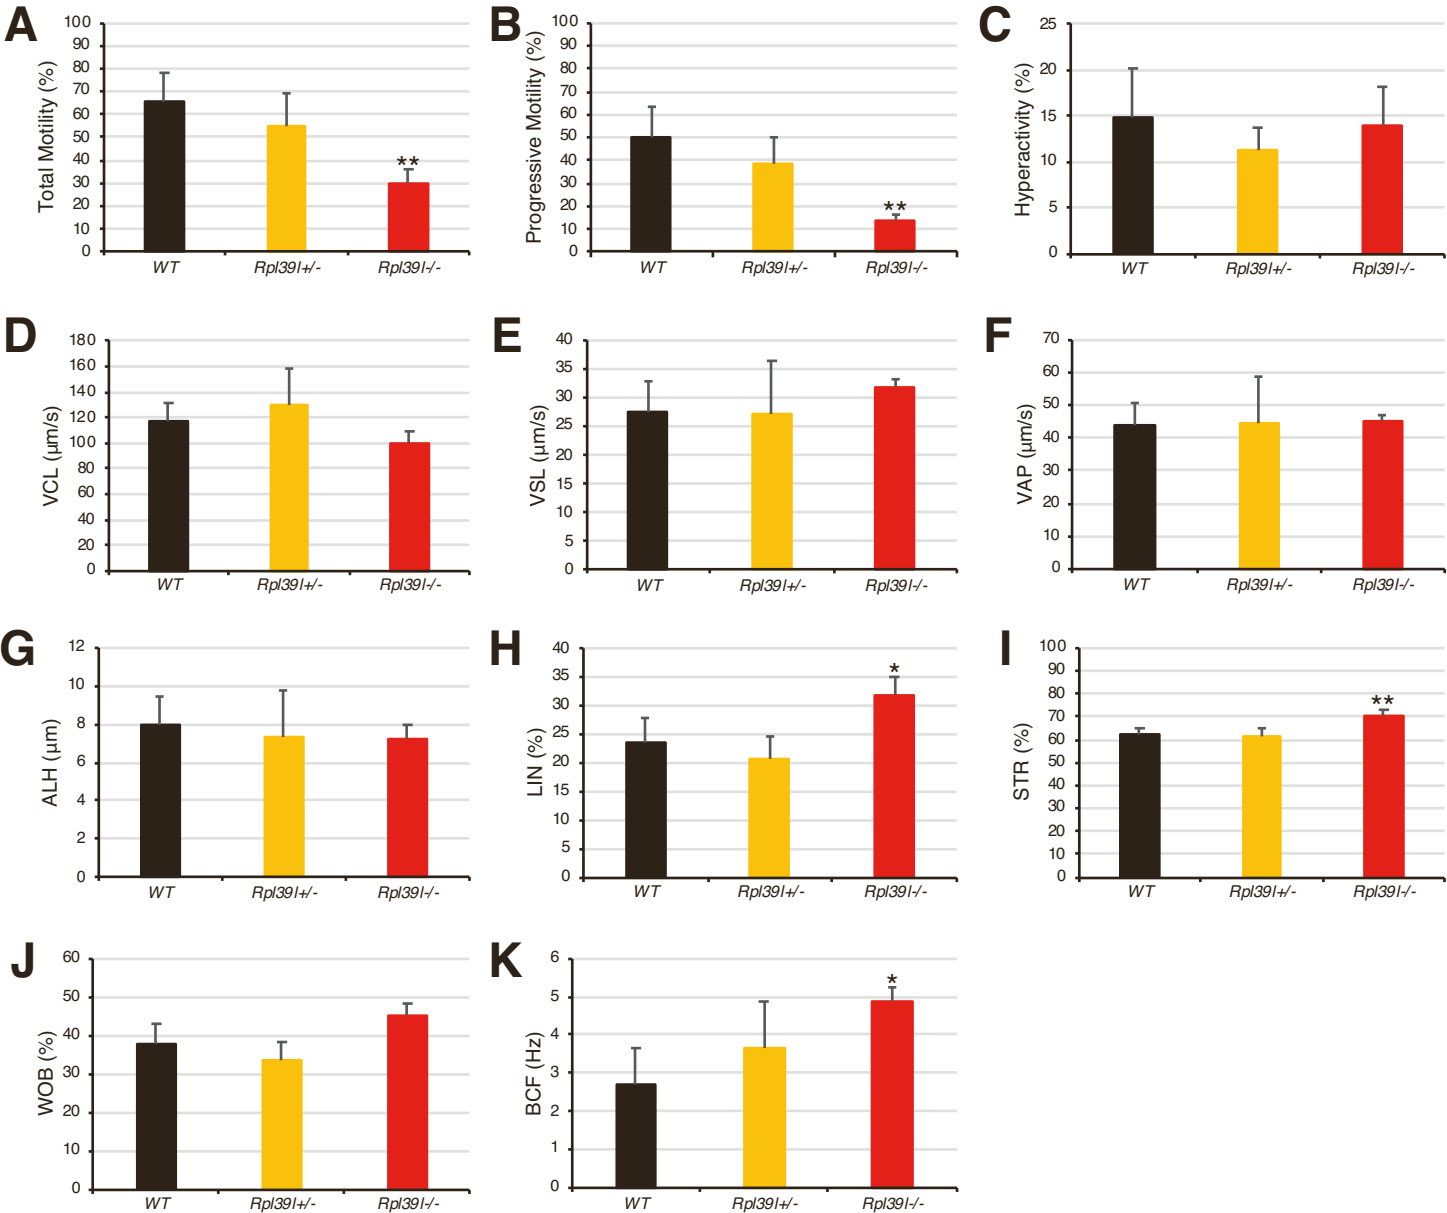 A
Total Motility (%)
100
90
80
70
60
50
40
30
20
10
0
**
WT
Rpl39l+/-
Rpl39l-/-
B
Progressive Motility (%)
100
90
80
70
60
50
40
30
20
10
0
**
WT
Rpl39l+/-
Rpl39l-/-
C
Hyperactivity (%)
25
20
15
10
5
0
WT
Rpl39l+/-
Rpl39l-/-
D
VCL (μm/s)
180
160
140
120
100
80
60
40
20
0
WT
Rpl39l+/-
Rpl39l-/-
E
VSL (μm/s)
40
35
30
25
20
15
10
5
0
WT
Rpl39l+/-
Rpl39l-/-
F
VAP (μm/s)
70
60
50
40
30
20
10
0
WT
Rpl39l+/-
Rpl39l-/-
G
ALH (μm)
12
10
8
6
4
2
0
WT
Rpl39l+/-
Rpl39l-/-
H
LIN (%)
40
35
30
25
20
15
10
5
0
*
WT
Rpl39l+/-
Rpl39l-/-
I
STR (%)
100
90
80
70
60
50
40
30
20
10
0
**
WT
Rpl39l+/-
Rpl39l-/-
J
WOB (%)
60
50
40
30
20
10
0
WT
Rpl39l+/-
Rpl39l-/-
K
BCF (Hz)
6
5
4
3
2
1
0
*
WT
Rpl39l+/-
Rpl39l-/-